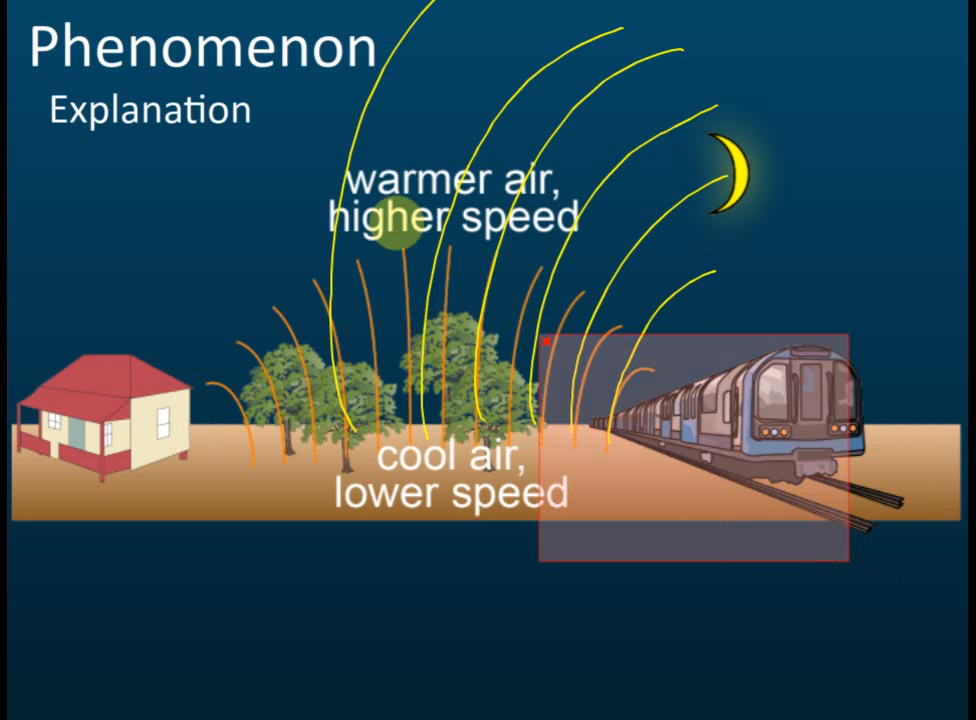 Phenomenon
Explanation
warmer air,
higher speed
cool air,
lower speed